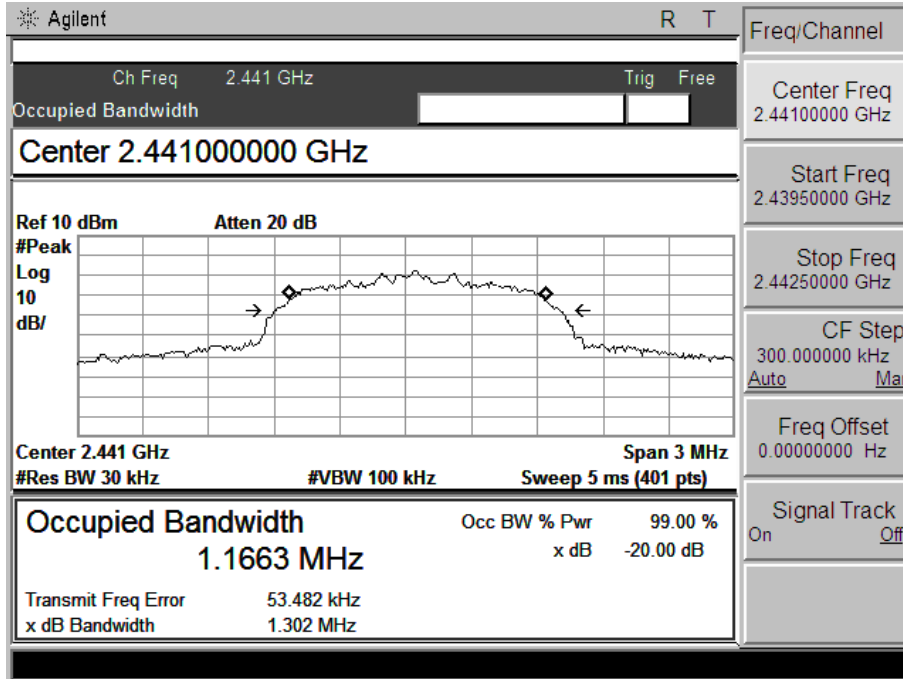 Agilent R T
Freq/Channel
Ch Freq 2.441 GHz Trig Free
Occupied Bandwidth
Center 2.441000000 GHz
Ref 10 dBm Atten 20 dB
#Peak
Log
10
dB/
Center 2.441 GHz Span 3 MHz
#Res BW 30 kHz #VBW 100 kHz Sweep 5 ms (401 pts)
Occupied Bandwidth Occ BW % Pwr 99.00 %
1.1663 MHz x dB -20.00 dB
Transmit Freq Error 53.482 kHz
x dB Bandwidth 1.302 MHz
Center Freq
2.44100000 GHz
Start Freq
2.43950000 GHz
Stop Freq
2.44250000 GHz
CF Step
300.000000 kHz
Auto Ma
Freq Offset
0.00000000 Hz
Signal Track
On Off